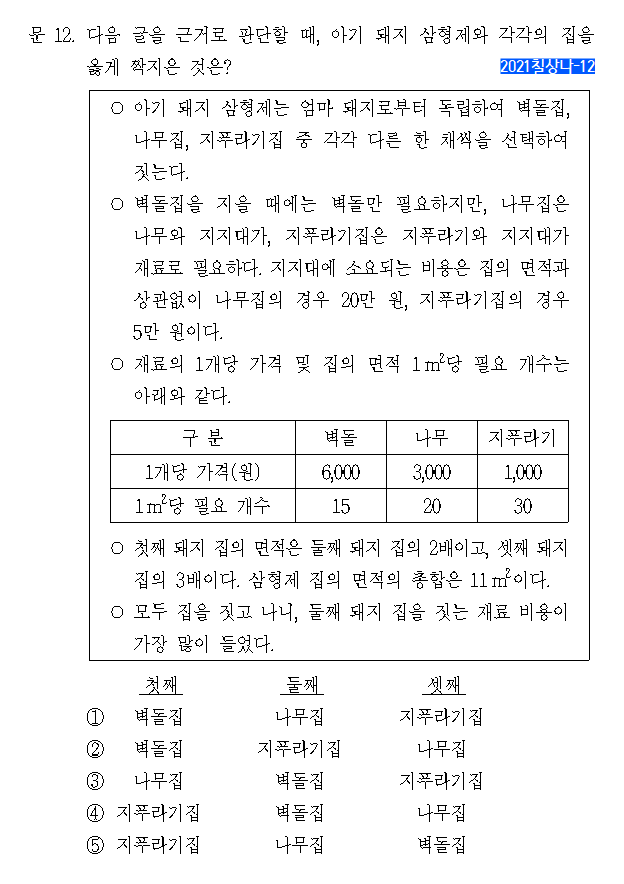 문 12. 다음 글을 근거로 판단할 때, 아기 돼지 삼형제와 각각의 집을
옳게 짝지은 것은?
2021침상나-12
○ 아기 돼지 삼형제는 엄마 돼지로부터 독립하여 벽돌집,
나무집, 지푸라기집 중 각각 다른 한 채씩을 선택하여
짓는다.
○ 벽돌집을 지을 때에는 벽돌만 필요하지만, 나무집은
나무와 지지대가, 지푸라기집은 지푸라기와 지지대가
재료로 필요하다. 지지대에 소요되는 비용은 집의 면적과
상관없이 나무집의 경우 20만 원, 지푸라기집의 경우
5만 원이다.
○ 재료의 1개당 가격 및 집의 면적 1 m²당 필요 개수는
아래와 같다.
구 분 벽돌 나무 지푸라기
1개당 가격(원) 6,000 3,000 1,000
1 m²당 필요 개수 15 20 30
○ 첫째 돼지 집의 면적은 둘째 돼지 집의 2배이고, 셋째 돼지
집의 3배이다. 삼형제 집의 면적의 총합은 11 m²이다.
○ 모두 집을 짓고 나니, 둘째 돼지 집을 짓는 재료 비용이
가장 많이 들었다.
첫째 둘째 셋째
① 벽돌집 나무집 지푸라기집
② 벽돌집 지푸라기집 나무집
③ 나무집 벽돌집 지푸라기집
④ 지푸라기집 벽돌집 나무집
⑤ 지푸라기집 나무집 벽돌집